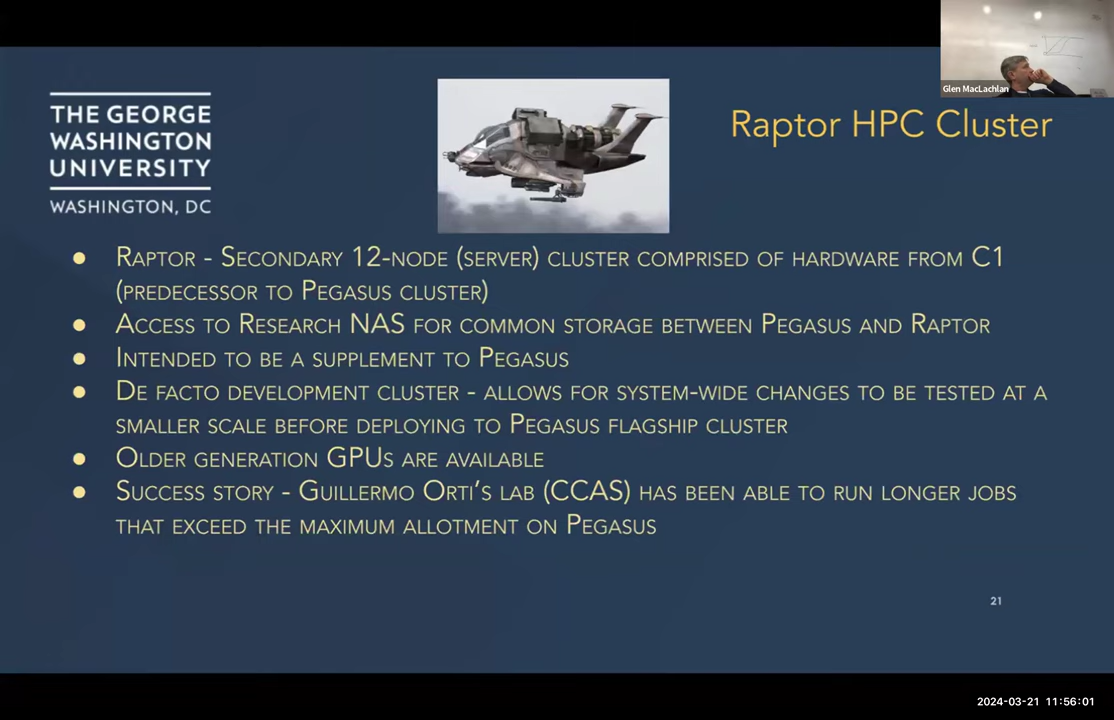 Glen MacLachlan
THE GEORGE
WASHINGTON
UNIVERSITY
WASHINGTON, DC
Raptor HPC Cluster
● Raptor - Secondary 12-node (server) cluster comprised of hardware from C1
(predecessor to Pegasus cluster)
● Access to Research NAS for common storage between Pegasus and Raptor
● Intended to be a supplement to Pegasus
● De facto development cluster - allows for system-wide changes to be tested at a
smaller scale before deploying to Pegasus flagship cluster
● Older generation GPUs are available
● Success story - Guillermo Orti's lab (CCAS) has been able to run longer jobs
that exceed the maximum allotment on Pegasus
21
2024-03-21 11:56:01